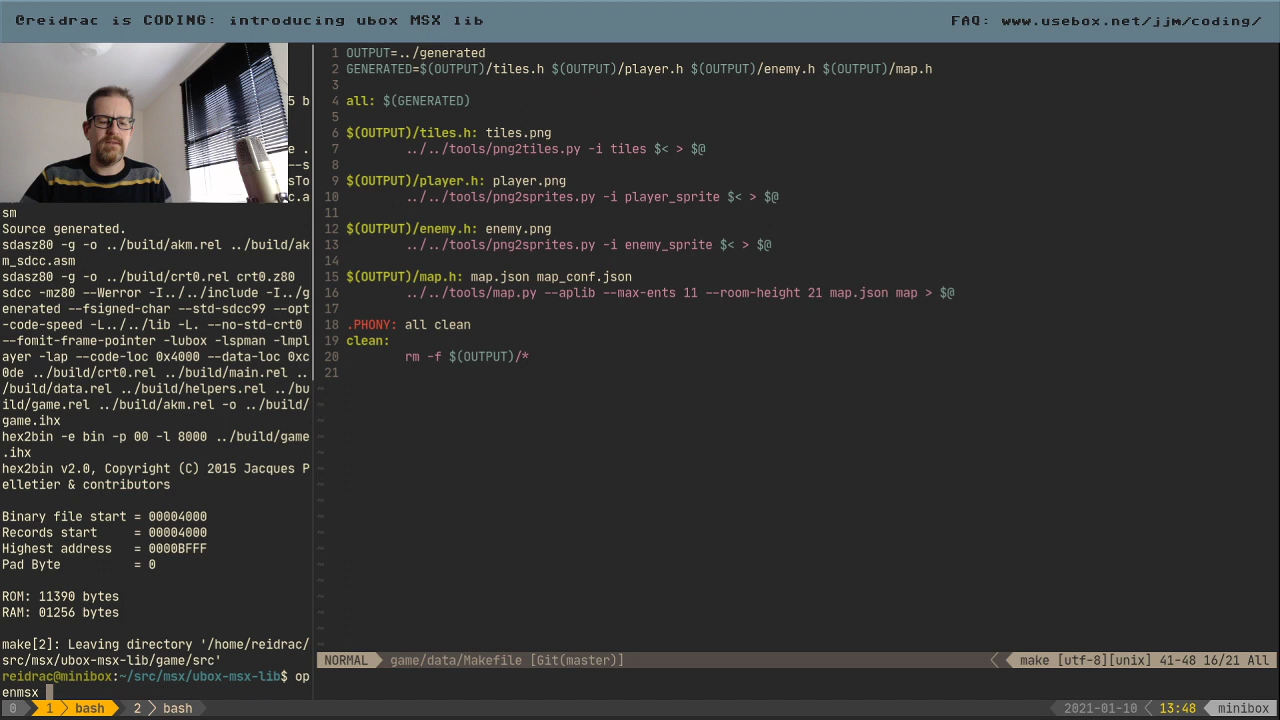 @reidrac is CODING: introducing ubox MSX lib
FAQ: www.usebox.net/jjm/coding/
5 b
e .
--s
sTo
cc.a
sm
Source generated.
sdasz80 -g -o ../build/akm.rel ../build/ak
m_sdcc.asm
sdasz80 -g -o ../build/crt0.rel crt0.z80
sdcc -mz80 --Werror -I../../include -I../g
enerated --fsigned-char --std-sdcc99 --opt
-code-speed -L../../lib -L. --no-std-crt0
--fomit-frame-pointer -lubox -lspman -lmpl
ayer -lap --code-loc 0x4000 --data-loc 0xc
0de ../build/crt0.rel ../build/main.rel ..
/build/data.rel ../build/helpers.rel ../bu
ild/game.rel ../build/akm.rel -o ../build/
game.ihx
hex2bin -e bin -p 00 -l 8000 ../build/game
.ihx
hex2bin v2.0, Copyright (C) 2015 Jacques P
elletier & contributors
Binary file start = 00004000
Records start     = 00004000
Highest address   = 0000BFFF
Pad Byte          = 0
ROM: 11390 bytes
RAM: 01256 bytes
make[2]: Leaving directory '/home/reidrac/
src/msx/ubox-msx-lib/game/src'
reidrac@minibox:~/src/msx/ubox-msx-lib$ op
enmsx
1 OUTPUT=../generated
2 GENERATED=$(OUTPUT)/tiles.h $(OUTPUT)/player.h $(OUTPUT)/enemy.h $(OUTPUT)/map.h
3
4 all: $(GENERATED)
5
6 $(OUTPUT)/tiles.h: tiles.png
7         ../../tools/png2tiles.py -i tiles $< > $@
8
9 $(OUTPUT)/player.h: player.png
10         ../../tools/png2sprites.py -i player_sprite $< > $@
11
12 $(OUTPUT)/enemy.h: enemy.png
13         ../../tools/png2sprites.py -i enemy_sprite $< > $@
14
15 $(OUTPUT)/map.h: map.json map_conf.json
16         ../../tools/map.py --aplib --max-ents 11 --room-height 21 map.json map > $@
17
18 .PHONY: all clean
19 clean:
20         rm -f $(OUTPUT)/*
21
NORMAL game/data/Makefile [Git(master)] make [utf-8][unix] 41-48 16/21 All
0 1 bash 2 bash 2021-01-10 13:48 minibox